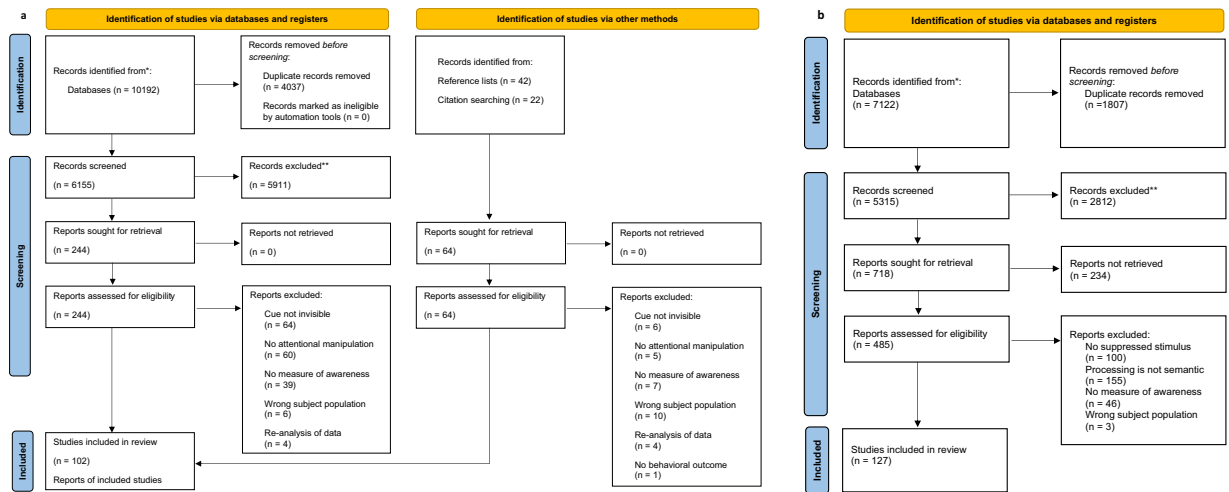 a
Identification of studies via databases and registers
Identification of studies via other methods
Identification
Records identified from*:
Databases (n = 10192)
Records removed before
screening:
Duplicate records removed
(n = 4037)
Records marked as ineligible
by automation tools (n = 0)
Records identified from:
Reference lists (n = 42)
Citation searching (n = 22)
Screening
Records screened
(n = 6155)
Records excluded**
(n = 5911)
Reports sought for retrieval
(n = 244)
Reports not retrieved
(n = 0)
Reports sought for retrieval
(n = 64)
Reports not retrieved
(n = 0)
Reports assessed for eligibility
(n = 244)
Reports excluded:
Cue not invisible
(n = 64)
No attentional manipulation
(n = 60)
No measure of awareness
(n = 39)
Wrong subject population
(n = 6)
Re-analysis of data
(n = 4)
Reports assessed for eligibility
(n = 64)
Reports excluded:
Cue not invisible
(n = 6)
No attentional manipulation
(n = 5)
No measure of awareness
(n = 7)
Wrong subject population
(n = 10)
Re-analysis of data
(n = 4)
No behavioral outcome
(n = 1)
Included
Studies included in review
(n = 102)
Reports of included studies
b
Identification of studies via databases and registers
Identification
Records identified from*:
Databases
(n = 7122)
Records removed before
screening:
Duplicate records removed
(n =1807)
Screening
Records screened
(n = 5315)
Records excluded**
(n = 2812)
Reports sought for retrieval
(n = 718)
Reports not retrieved
(n = 234)
Reports assessed for eligibility
(n = 485)
Reports excluded:
No suppressed stimulus
(n = 100)
Processing is not semantic
(n = 155)
No measure of awareness
(n = 46)
Wrong subject population
(n = 3)
Included
Studies included in review
(n = 127)